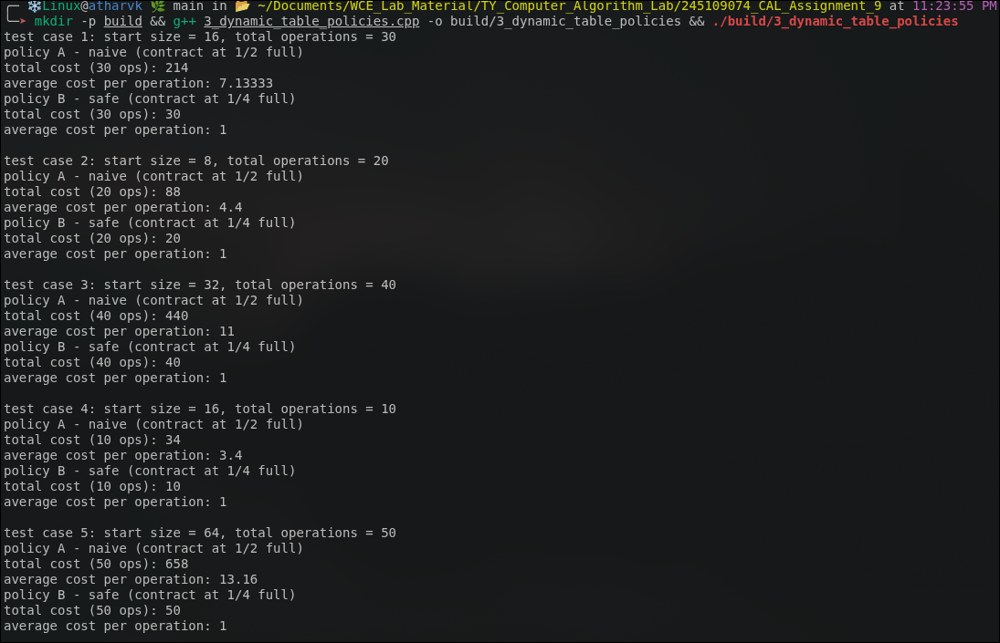 ╭─ ❄️Linux@atharvk 🌿 main in 📂 ~/Documents/WCE_Lab_Material/TY_Computer_Algorithm_Lab/245109074_CAL_Assignment_9 at 11:23:55 PM
╰─➤ mkdir -p build && g++ 3_dynamic_table_policies.cpp -o build/3_dynamic_table_policies && ./build/3_dynamic_table_policies
test case 1: start size = 16, total operations = 30
policy A - naive (contract at 1/2 full)
total cost (30 ops): 214
average cost per operation: 7.13333
policy B - safe (contract at 1/4 full)
total cost (30 ops): 30
average cost per operation: 1

test case 2: start size = 8, total operations = 20
policy A - naive (contract at 1/2 full)
total cost (20 ops): 88
average cost per operation: 4.4
policy B - safe (contract at 1/4 full)
total cost (20 ops): 20
average cost per operation: 1

test case 3: start size = 32, total operations = 40
policy A - naive (contract at 1/2 full)
total cost (40 ops): 440
average cost per operation: 11
policy B - safe (contract at 1/4 full)
total cost (40 ops): 40
average cost per operation: 1

test case 4: start size = 16, total operations = 10
policy A - naive (contract at 1/2 full)
total cost (10 ops): 34
average cost per operation: 3.4
policy B - safe (contract at 1/4 full)
total cost (10 ops): 10
average cost per operation: 1

test case 5: start size = 64, total operations = 50
policy A - naive (contract at 1/2 full)
total cost (50 ops): 658
average cost per operation: 13.16
policy B - safe (contract at 1/4 full)
total cost (50 ops): 50
average cost per operation: 1